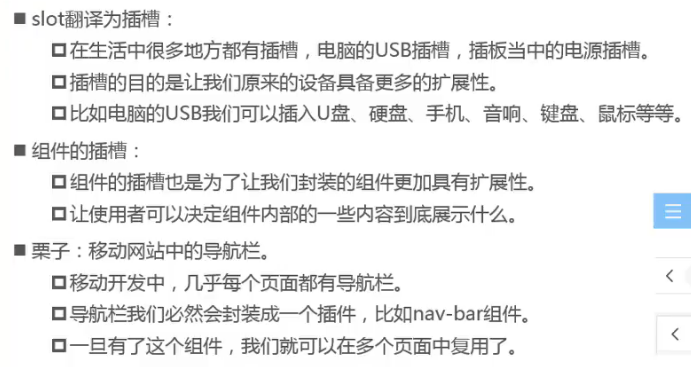 slot翻译为插槽：
在生活中很多地方都有插槽，电脑的USB插槽，插板当中的电源插槽。
插槽的目的是让我们原来的设备具备更多的扩展性。
比如电脑的USB我们可以插入U盘、硬盘、手机、音响、键盘、鼠标等等。
组件的插槽：
组件的插槽也是为了让我们封装的组件更加具有扩展性。
让使用者可以决定组件内部的一些内容到底展示什么。
栗子：移动网站中的导航栏。
移动开发中，几乎每个页面都有导航栏。
导航栏我们必然会封装成一个插件，比如nav-bar组件。
一旦有了这个组件，我们就可以在多个页面中复用了。